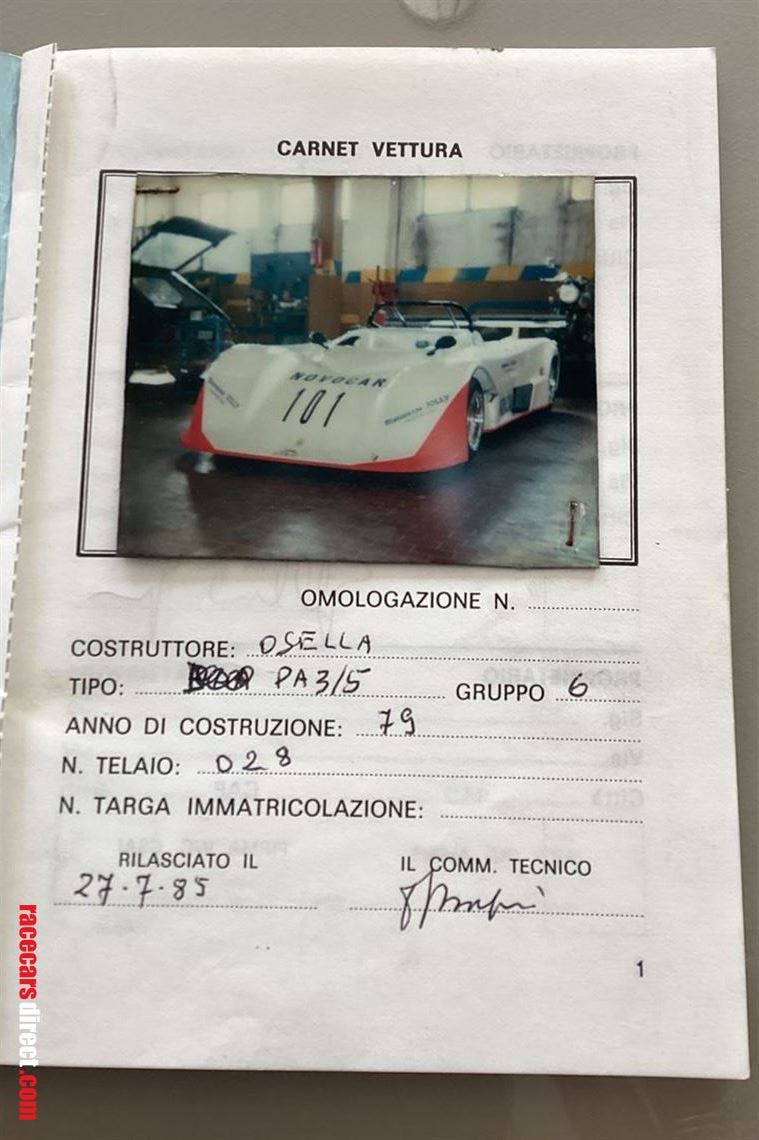 CARNET VETTURA
NOVOCAR
101
OMOLOGAZIONE N.
COSTRUTTORE: OSELLA
TIPO: PA3/5 GRUPPO 6
ANNO DI COSTRUZIONE: 79
N. TELAIO: 028
N. TARGA IMMATRICOLAZIONE:
RILASCIATO IL IL COMM. TECNICO
27.7.85
1
racecarsdirect.com